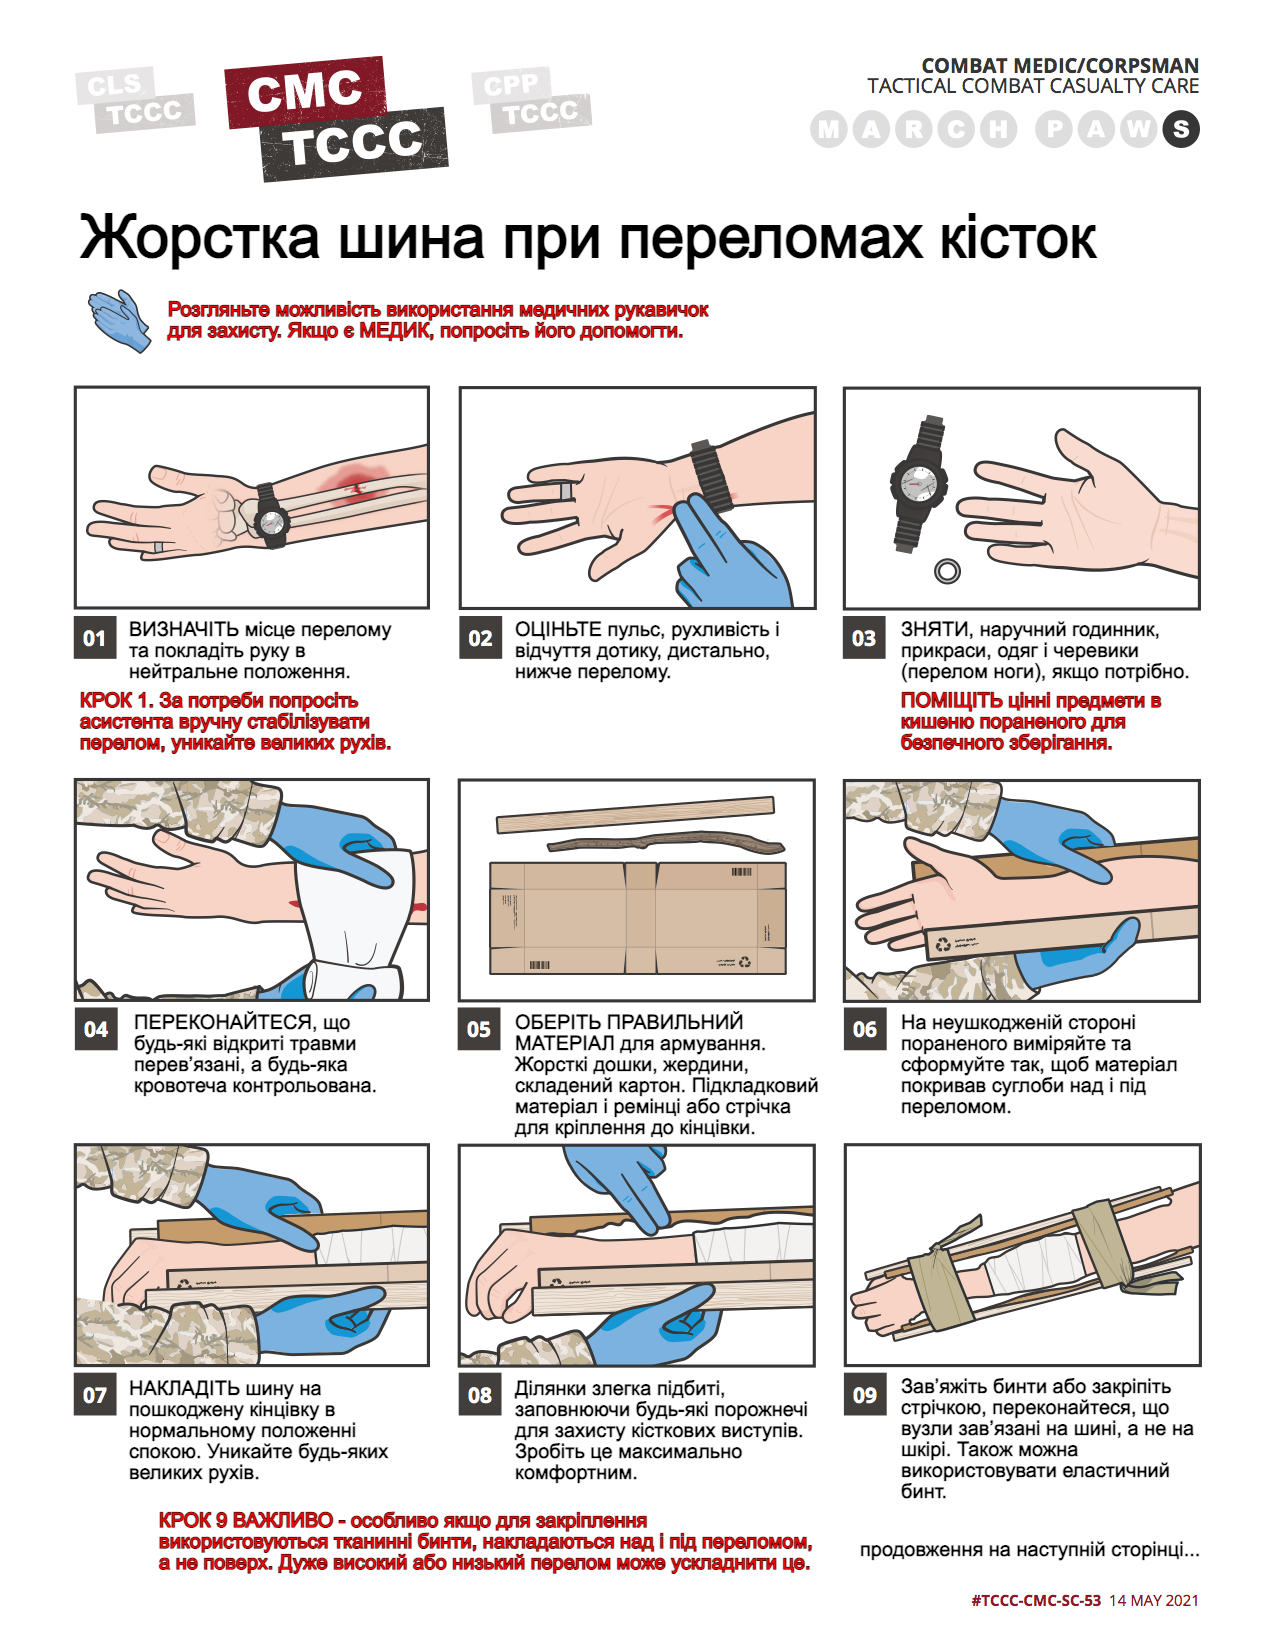 CLS
TCCC
CMC
TCCC
CPP
TCCC
COMBAT MEDIC/CORPSMAN
TACTICAL COMBAT CASUALTY CARE
M A R C H P A W S
Жорстка шина при переломах кісток
Розгляньте можливість використання медичних рукавичок
для захисту. Якщо є МЕДИК, попросіть його допомогти.
01
ВИЗНАЧІТЬ місце перелому
та покладіть руку в
нейтральне положення.
КРОК 1. За потреби попросіть
асистента вручну стабілізувати
перелом, уникайте великих рухів.
02
ОЦІНЬТЕ пульс, рухливість і
відчуття дотику, дистально,
нижче перелому.
03
ЗНЯТИ, наручний годинник,
прикраси, одяг і черевики
(перелом ноги), якщо потрібно.
ПОМІЩІТЬ цінні предмети в
кишеню пораненого для
безпечного зберігання.
04
ПЕРЕКОНАЙТЕСЯ, що
будь-які відкриті травми
перев’язані, а будь-яка
кровотеча контрольована.
05
ОБЕРІТЬ ПРАВИЛЬНИЙ
МАТЕРІАЛ для армування.
Жорсткі дошки, жердини,
складений картон. Підкладковий
матеріал і ремінці або стрічка
для кріплення до кінцівки.
06
На неушкодженій стороні
пораненого виміряйте та
сформуйте так, щоб матеріал
покривав суглоби над і під
переломом.
07
НАКЛАДІТЬ шину на
пошкоджену кінцівку в
нормальному положенні
спокою. Уникайте будь-яких
великих рухів.
08
Ділянки злегка підбиті,
заповнюючи будь-які порожнечі
для захисту кісткових виступів.
Зробіть це максимально
комфортним.
09
Зав’яжіть бинти або закріпіть
стрічкою, переконайтеся, що
вузли зав’язані на шині, а не на
шкірі. Також можна
використовувати еластичний
бинт.
КРОК 9 ВАЖЛИВО - особливо якщо для закріплення
використовуються тканинні бинти, накладаються над і під переломом,
а не поверх. Дуже високий або низький перелом може ускладнити це.
продовження на наступній сторінці...
#TCCC-CMC-SC-53 14 MAY 2021